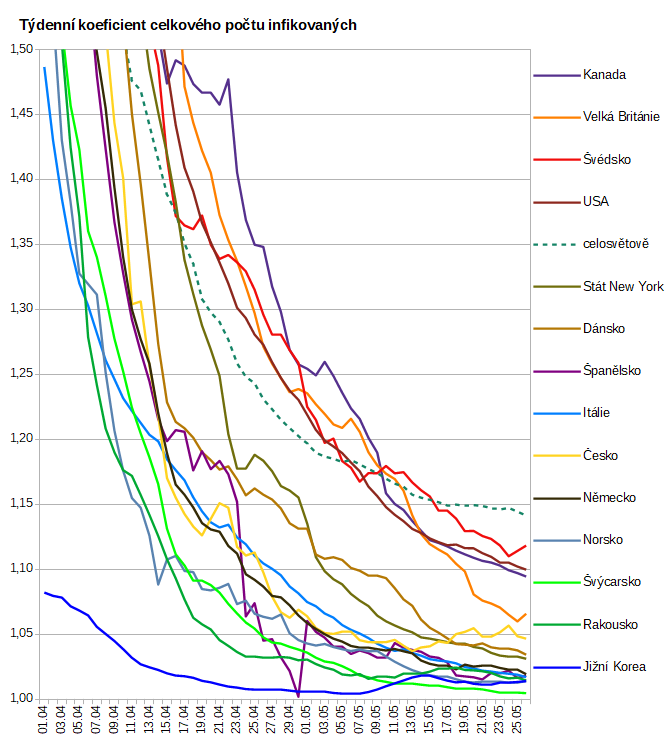 Týdenní koeficient celkového počtu infikovaných
1,50
1,45
1,40
1,35
1,30
1,25
1,20
1,15
1,10
1,05
1,00
01.04
03.04
05.04
07.04
09.04
11.04
13.04
15.04
17.04
19.04
21.04
23.04
25.04
27.04
29.04
01.05
03.05
05.05
07.05
09.05
11.05
13.05
15.05
17.05
19.05
21.05
23.05
25.05
Kanada
Velká Británie
Švédsko
USA
celosvětově
Stát New York
Dánsko
Španělsko
Itálie
Česko
Německo
Norsko
Švýcarsko
Rakousko
Jižní Korea